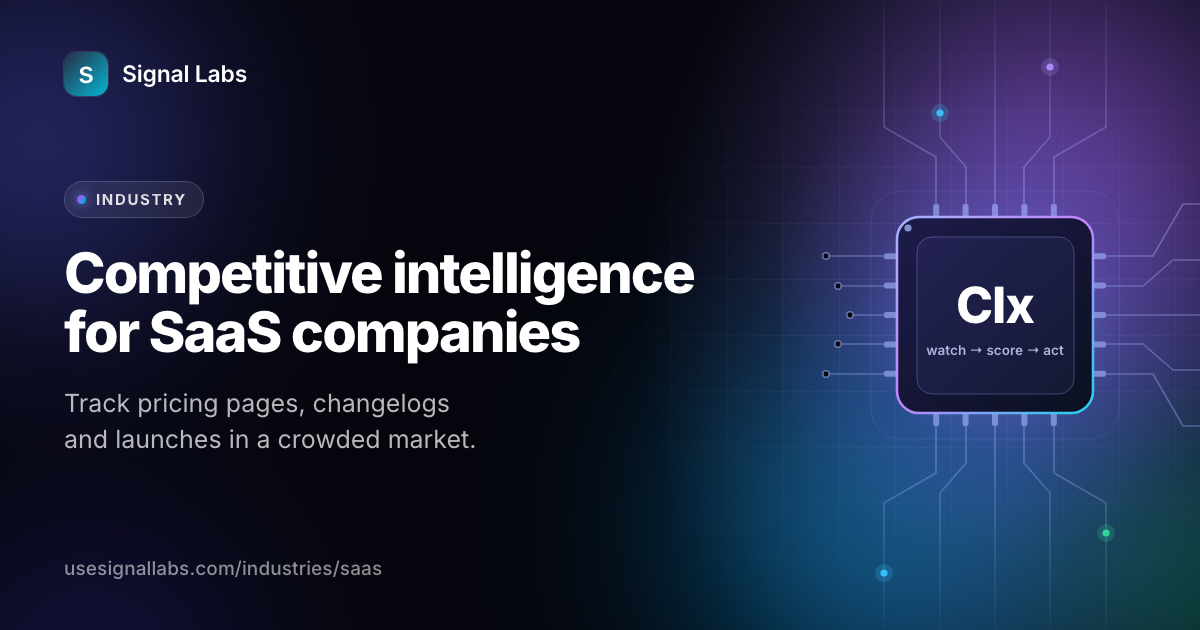 S
Signal Labs
INDUSTRY
Competitive intelligence
for SaaS companies
Track pricing pages, changelogs
and launches in a crowded market.
usesignallabs.com/industries/saas
CIx
watch → score → act